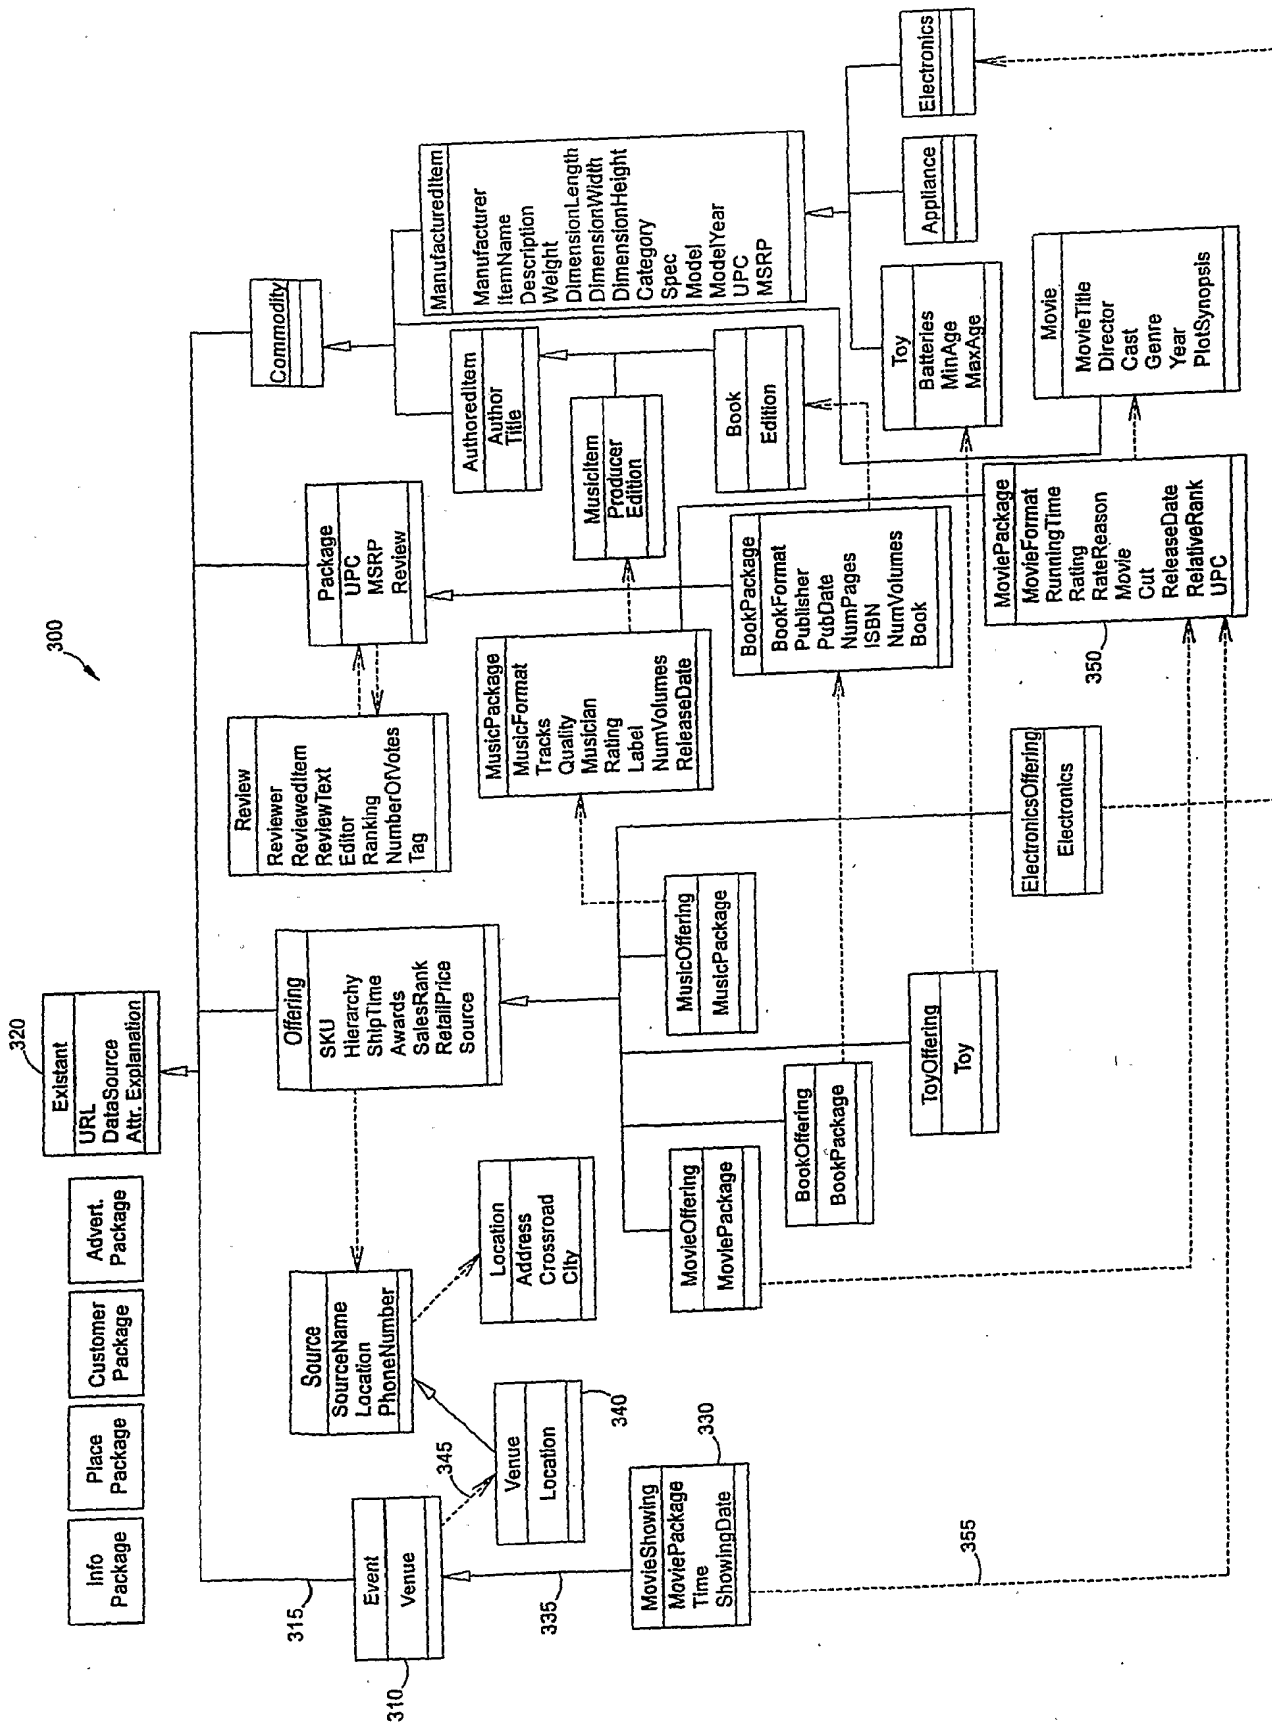 300
Info
Package
Place
Package
Customer
Package
Advert.
Package
320
Existant
URL
DataSource
Attr. Explanation
315
310
Event
Venue
345
Venue
Location
340
335
MovieShowing
MoviePackage
Time
ShowingDate
330
355
Source
SourceName
Location
PhoneNumber
Location
Address
Crossroad
City
Offering
SKU
Hierarchy
ShipTime
Awards
SalesRank
RetailPrice
Source
MovieOffering
MoviePackage
BookOffering
BookPackage
MusicOffering
MusicPackage
ToyOffering
Toy
ElectronicsOffering
Electronics
Review
Reviewer
ReviewedItem
ReviewText
Editor
Ranking
NumberOfVotes
Tag
Package
UPC
MSRP
Review
MusicPackage
MusicFormat
Tracks
Quality
Musician
Rating
Label
NumVolumes
ReleaseDate
BookPackage
BookFormat
Publisher
PubDate
NumPages
ISBN
NumVolumes
Book
350
MoviePackage
MovieFormat
RunningTime
Rating
RateReason
Movie
Cut
ReleaseDate
RelativeRank
UPC
Commodity
AuthoredItem
Author
Title
MusicItem
Producer
Edition
Book
Edition
ManufacturedItem
Manufacturer
ItemName
Description
Weight
DimensionLength
DimensionWidth
DimensionHeight
Category
Spec
Model
ModelYear
UPC
MSRP
Toy
Batteries
MinAge
MaxAge
Appliance
Electronics
Movie
MovieTitle
Director
Cast
Genre
Year
PlotSynopsis